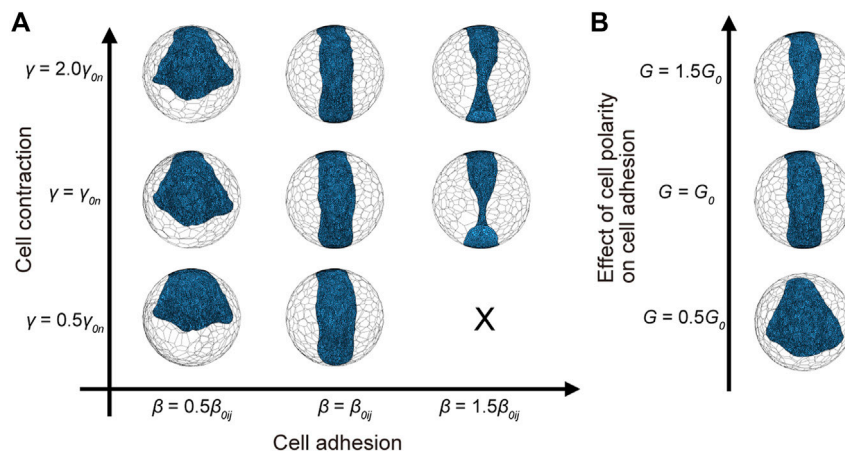 A
B
γ = 2.0γ₀ₙ
γ = γ₀ₙ
γ = 0.5γ₀ₙ
Cell contraction
X
β = 0.5β₀ᵢⱼ
β = β₀ᵢⱼ
β = 1.5β₀ᵢⱼ
Cell adhesion
G = 1.5G₀
G = G₀
G = 0.5G₀
Effect of cell polarity
on cell adhesion